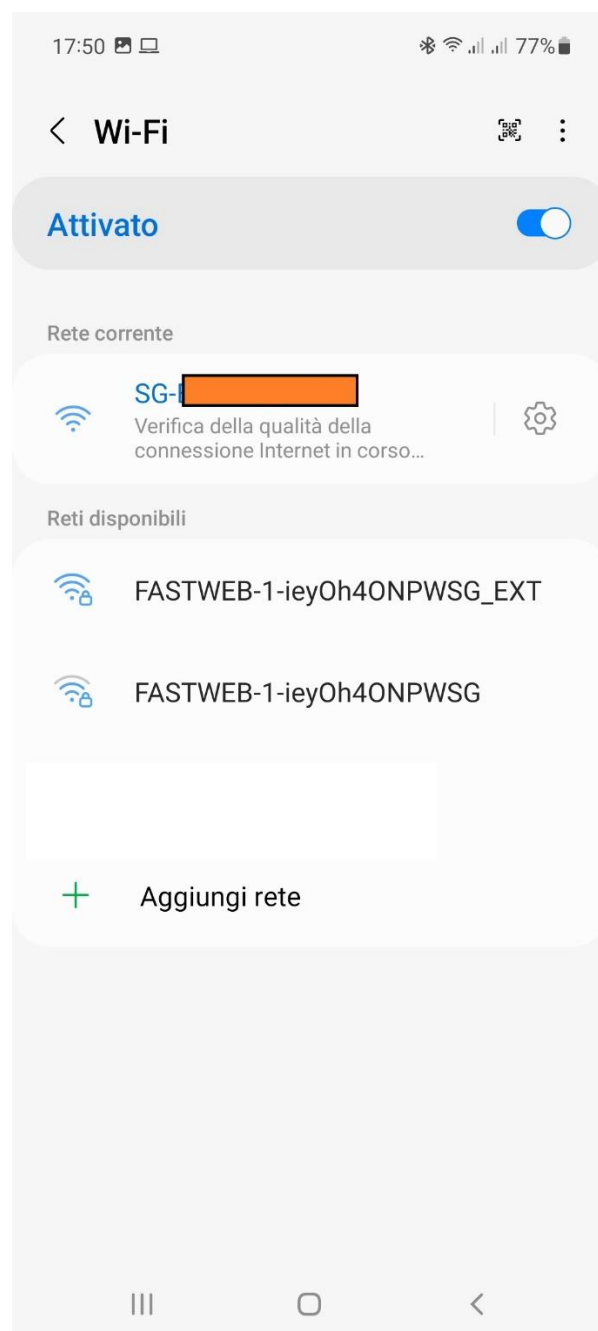 17:50 77%
Wi-Fi
Attivato
Rete corrente
SG-
Verifica della qualità della
connessione Internet in corso...
Reti disponibili
FASTWEB-1-ieyOh4ONPWSG_EXT
FASTWEB-1-ieyOh4ONPWSG
Aggiungi rete